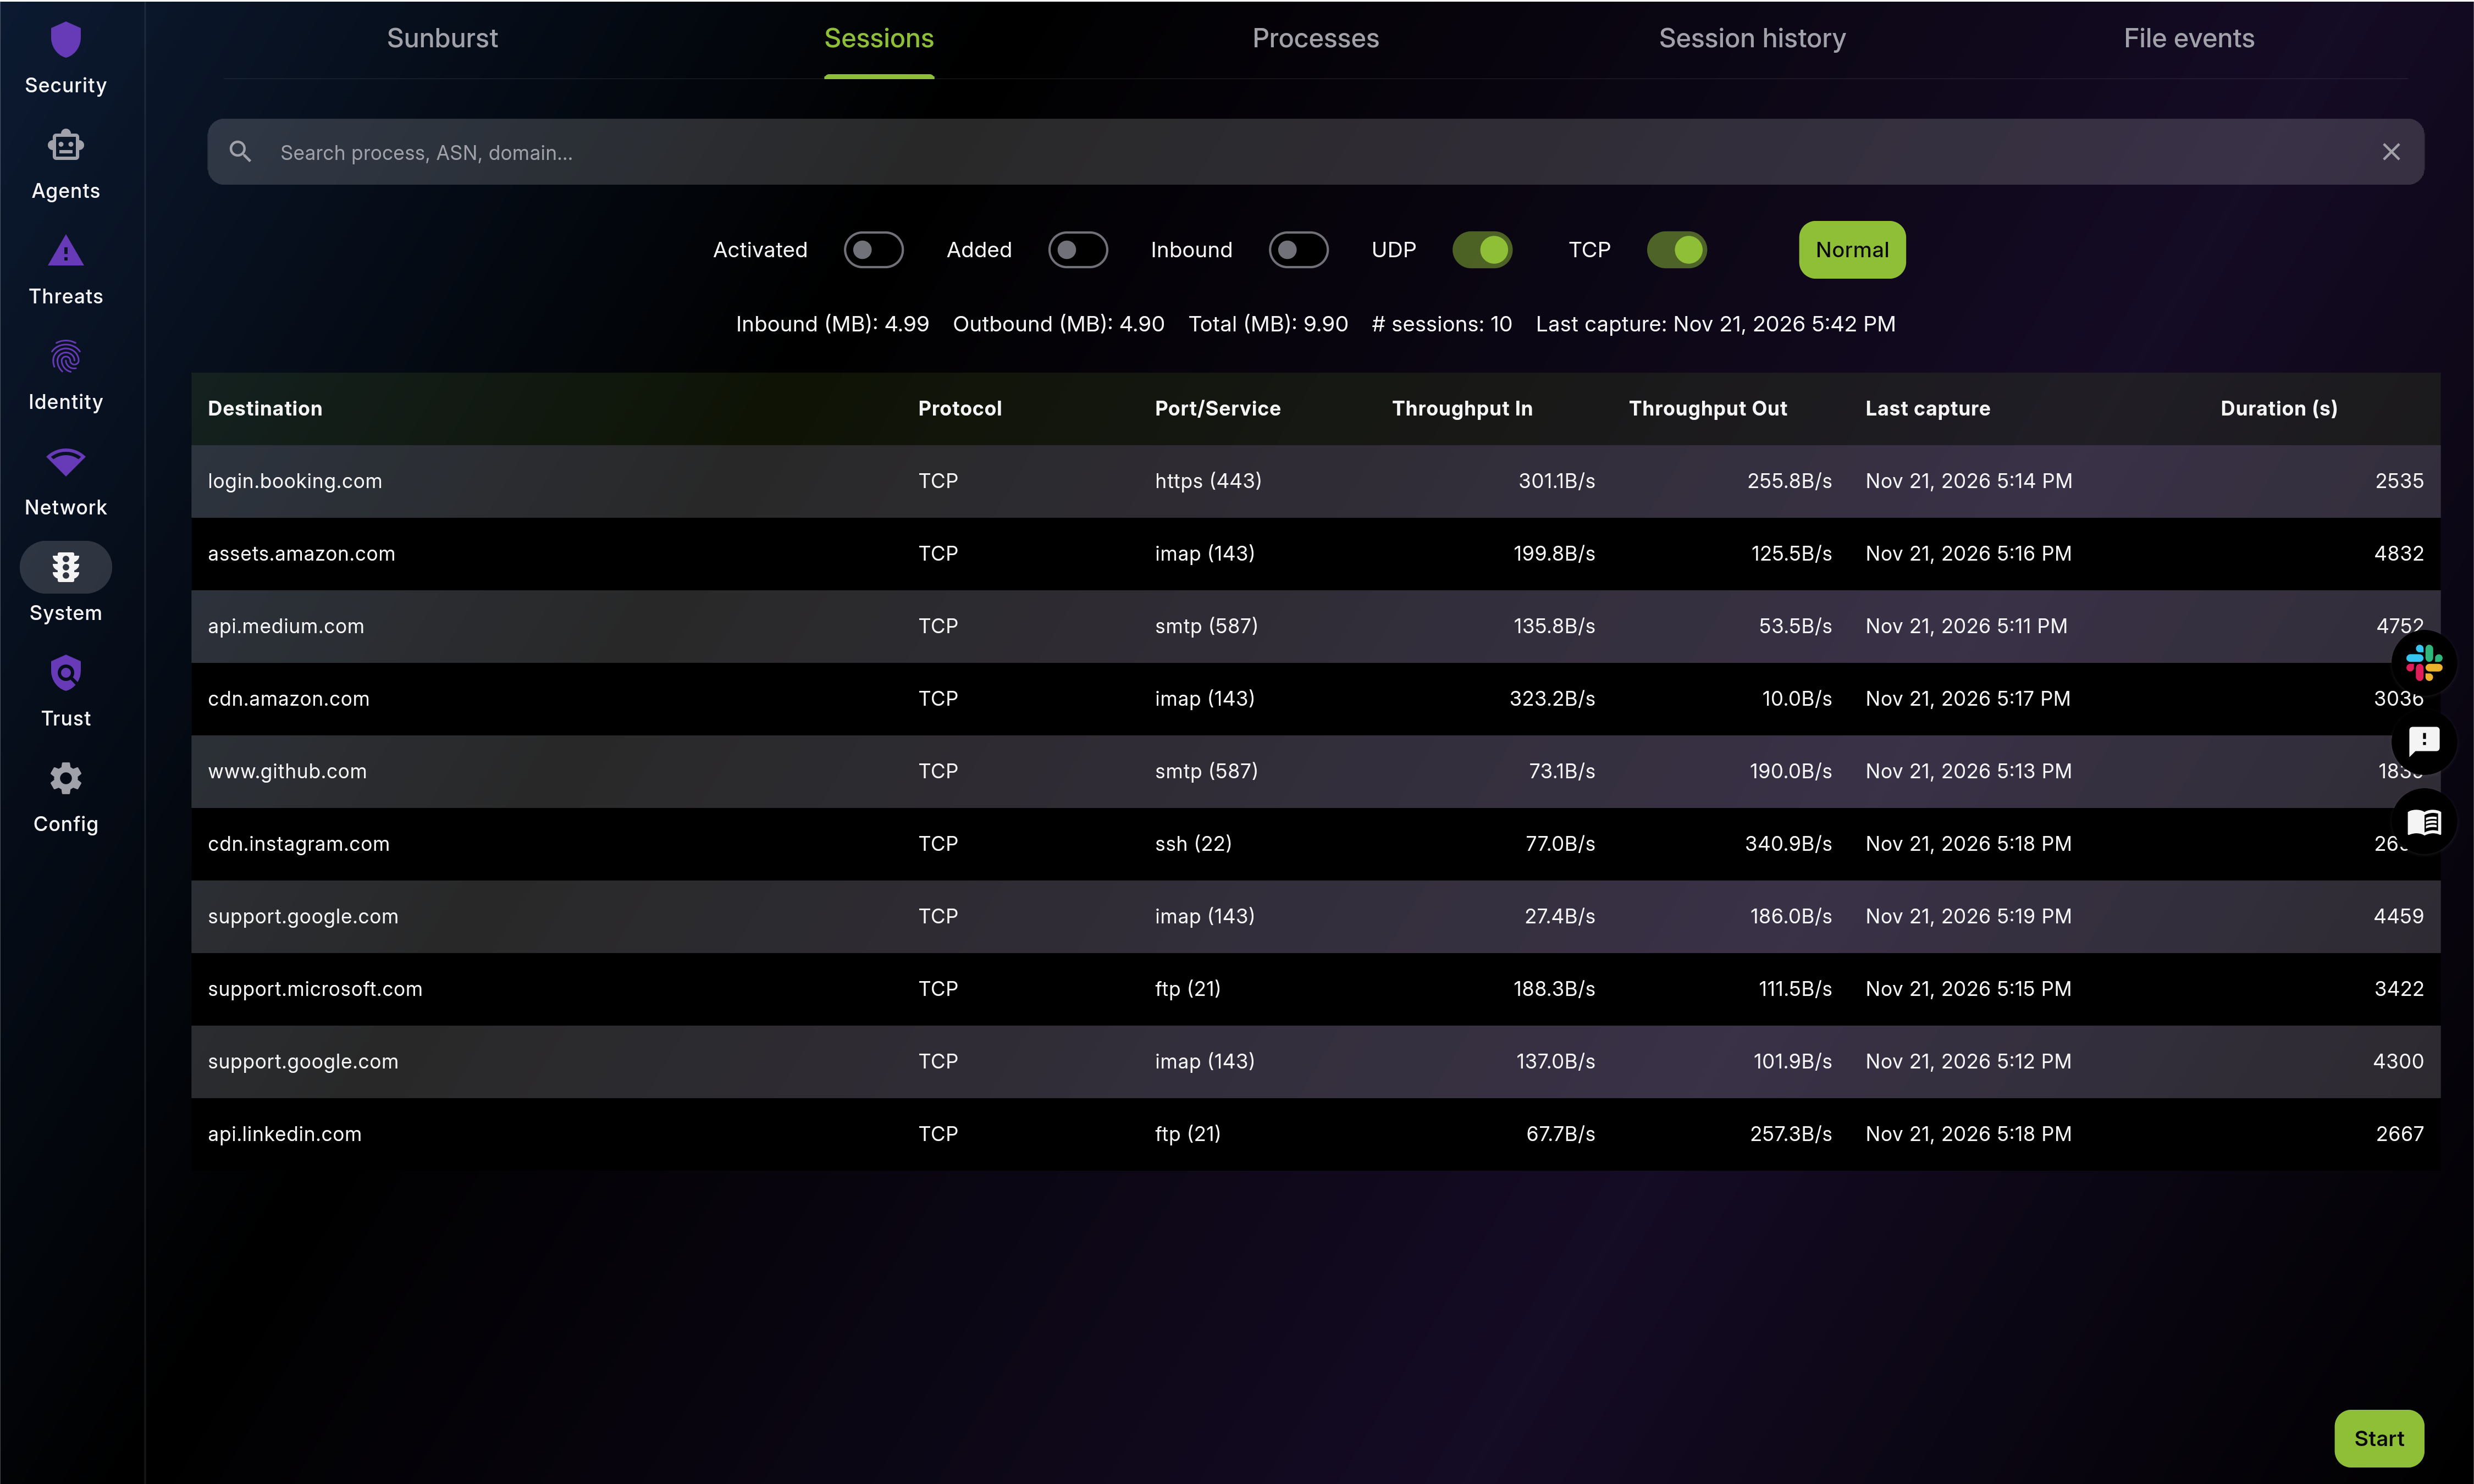 Sunburst Sessions Processes Session history File events
Security
Agents
Threats
Identity
Network
System
Trust
Config
Search process, ASN, domain...
Activated Added Inbound UDP TCP Normal
Inbound (MB): 4.99 Outbound (MB): 4.90 Total (MB): 9.90 # sessions: 10 Last capture: Nov 21, 2026 5:42 PM
Destination Protocol Port/Service Throughput In Throughput Out Last capture Duration (s)
login.booking.com TCP https (443) 301.1B/s 255.8B/s Nov 21, 2026 5:14 PM 2535
assets.amazon.com TCP imap (143) 199.8B/s 125.5B/s Nov 21, 2026 5:16 PM 4832
api.medium.com TCP smtp (587) 135.8B/s 53.5B/s Nov 21, 2026 5:11 PM 4752
cdn.amazon.com TCP imap (143) 323.2B/s 10.0B/s Nov 21, 2026 5:17 PM 3036
www.github.com TCP smtp (587) 73.1B/s 190.0B/s Nov 21, 2026 5:13 PM
cdn.instagram.com TCP ssh (22) 77.0B/s 340.9B/s Nov 21, 2026 5:18 PM
support.google.com TCP imap (143) 27.4B/s 186.0B/s Nov 21, 2026 5:19 PM 4459
support.microsoft.com TCP ftp (21) 188.3B/s 111.5B/s Nov 21, 2026 5:15 PM 3422
support.google.com TCP imap (143) 137.0B/s 101.9B/s Nov 21, 2026 5:12 PM 4300
api.linkedin.com TCP ftp (21) 67.7B/s 257.3B/s Nov 21, 2026 5:18 PM 2667
Start